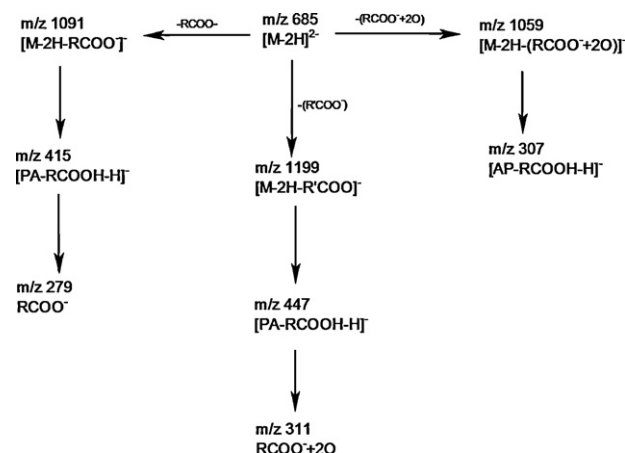 m/z 1091
[M-2H-RCOO⁻]⁻
-RCOO-
m/z 685
[M-2H]²⁻
-(RCOO⁻+2O)
m/z 1059
[M-2H-(RCOO⁻+2O)]⁻
-(R'COO⁻)
m/z 415
[PA-RCOOH-H]⁻
m/z 1199
[M-2H-R'COO]⁻
m/z 307
[AP-RCOOH-H]⁻
m/z 279
RCOO⁻
m/z 447
[PA-RCOOH-H]⁻
m/z 311
RCOO⁻+2O